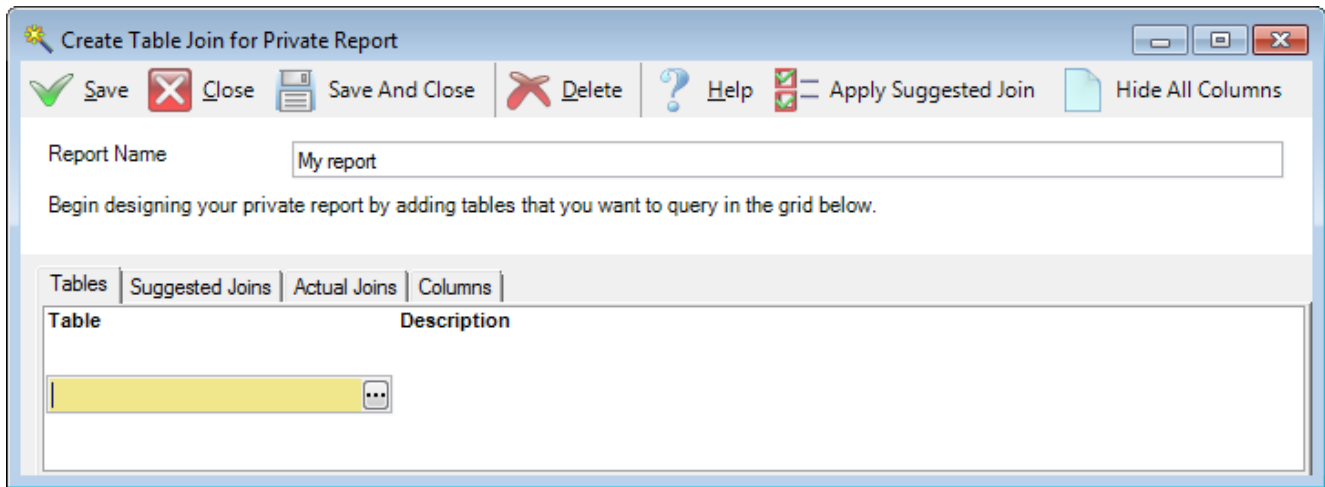 Create Table Join for Private Report
Save Close Save And Close Delete Help Apply Suggested Join Hide All Columns
Report Name My report
Begin designing your private report by adding tables that you want to query in the grid below.
Tables Suggested Joins Actual Joins Columns
Table Description